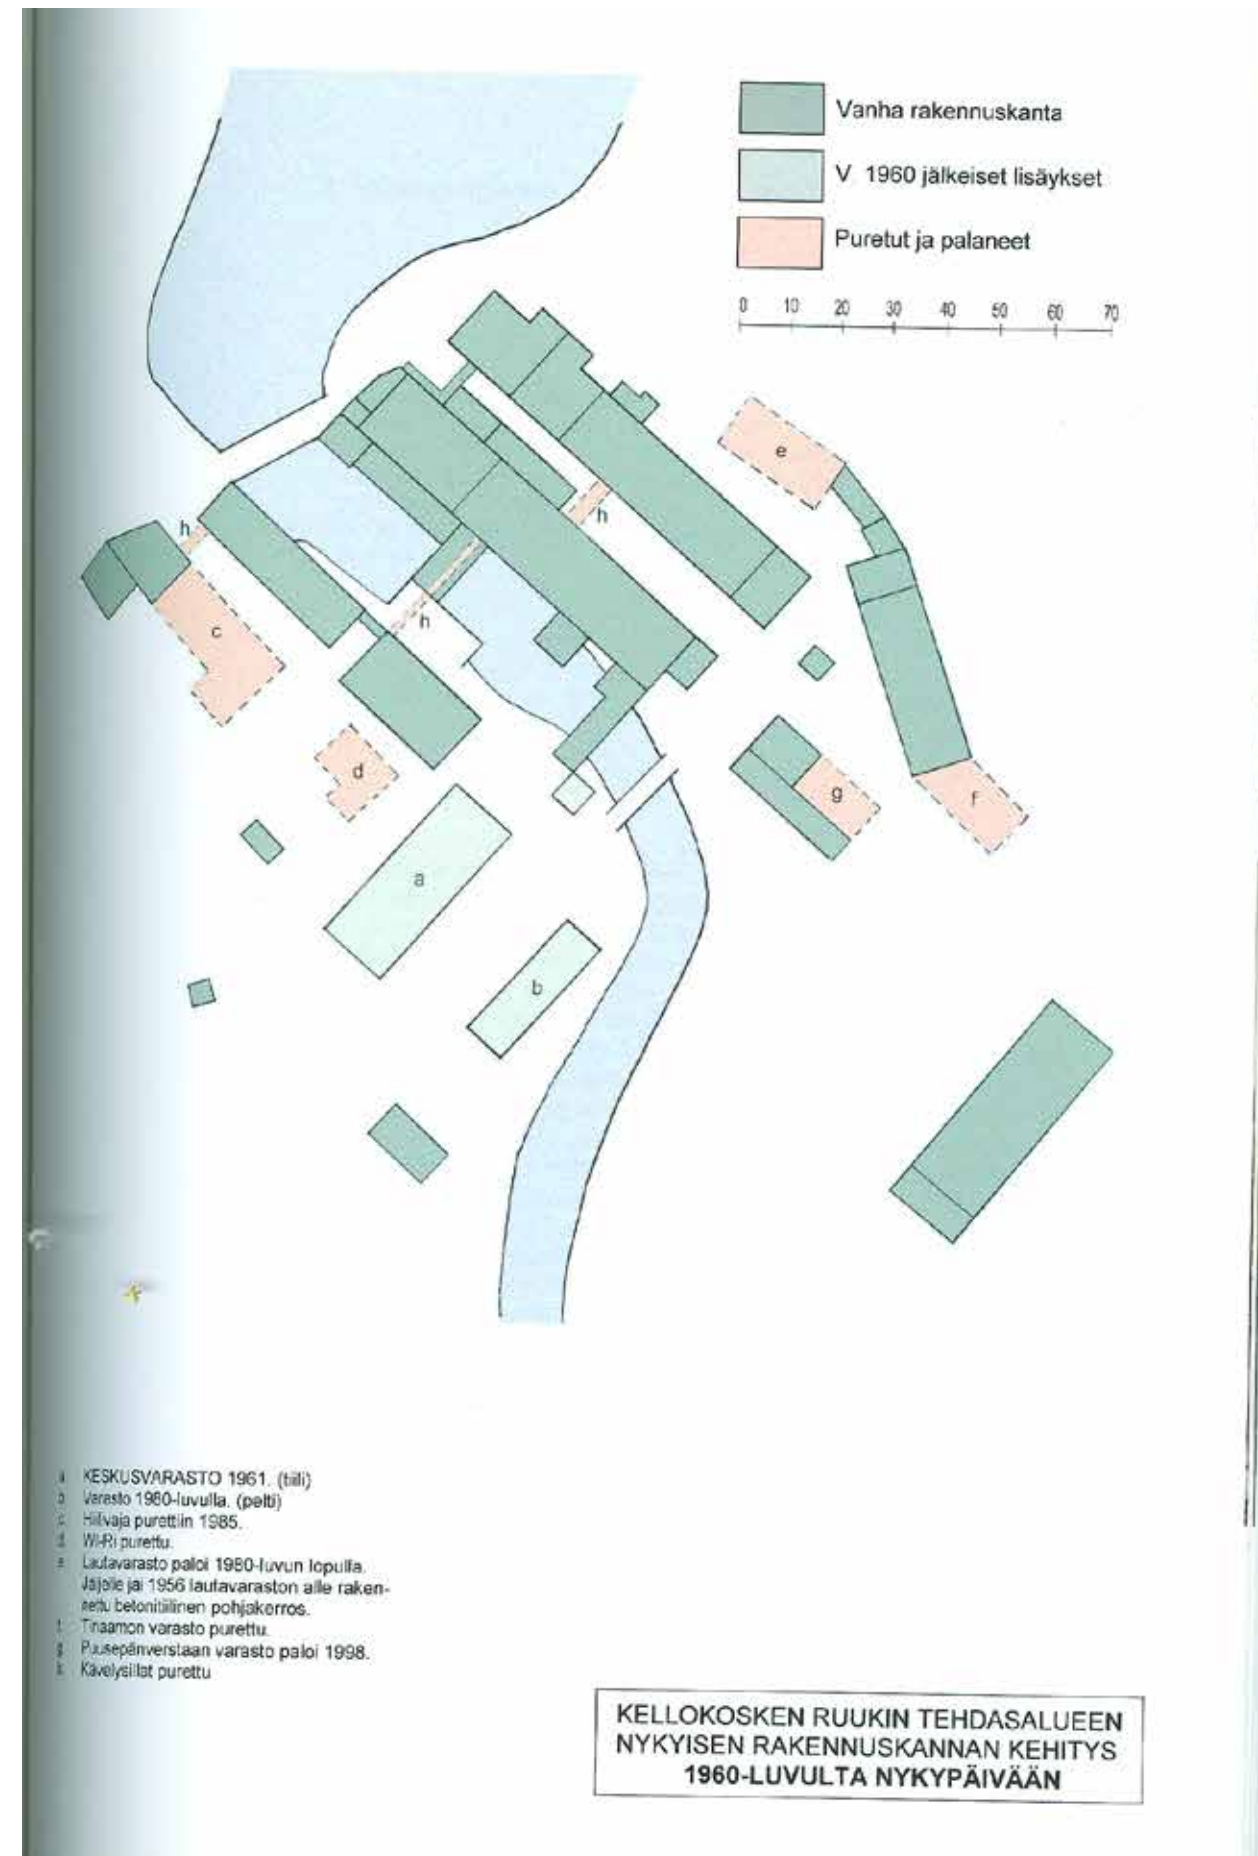 Vanha rakennuskanta
V 1960 jälkeiset lisäykset
Puretut ja palaneet
0 10 20 30 40 50 60 70
e
h
h
c
h
d
g
f
a
b
a KESKUSVARASTO 1961. (tiili)
b Varasto 1980-luvulla. (pelti)
c Hiilivaja purettiin 1985.
d Wi-Ri purettu.
e Lautavarasto paloi 1980-luvun lopulla.
Jäljelle jäi 1956 lautavaraston alle raken-
nettu betonitiilinen pohjakerros.
f Tinaamon varasto purettu.
g Puusepänverstaan varasto paloi 1998.
h Kävelysillat purettu
KELLOKOSKEN RUUKIN TEHDASALUEEN
NYKYISEN RAKENNUSKANNAN KEHITYS
1960-LUVULTA NYKYPÄIVÄÄN